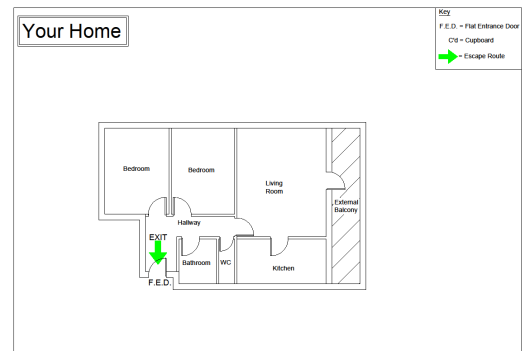 Your Home
Key
F.E.D. = Flat Entrance Door
C'd = Cupboard
= Escape Route
Bedroom
Bedroom
Living
Room
External
Balcony
Hallway
EXIT
Bathroom
WC
Kitchen
F.E.D.